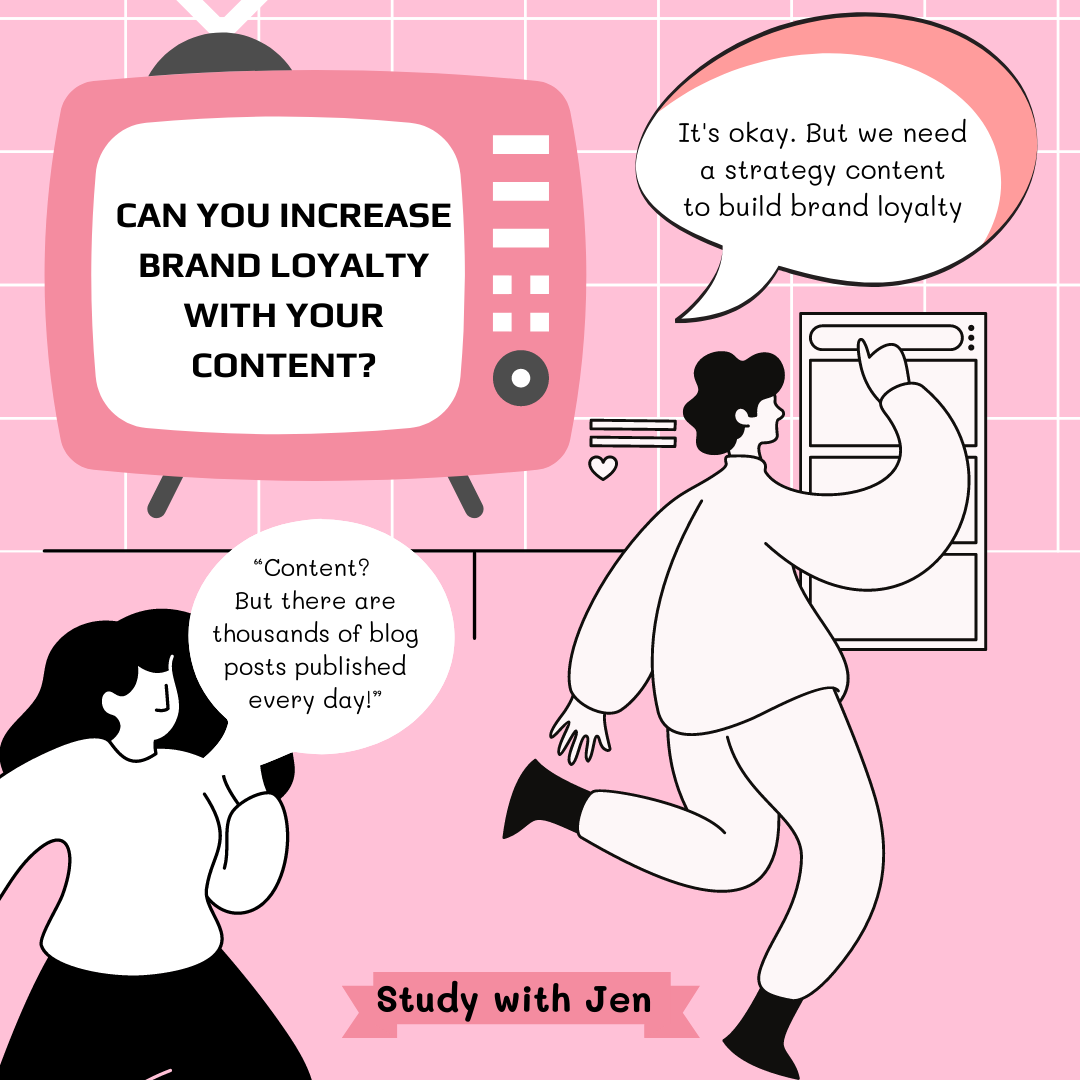 CAN YOU INCREASE
BRAND LOYALTY
WITH YOUR
CONTENT?
It's okay. But we need
a strategy content
to build brand loyalty
“Content?
But there are
thousands of blog
posts published
every day!”
Study with Jen